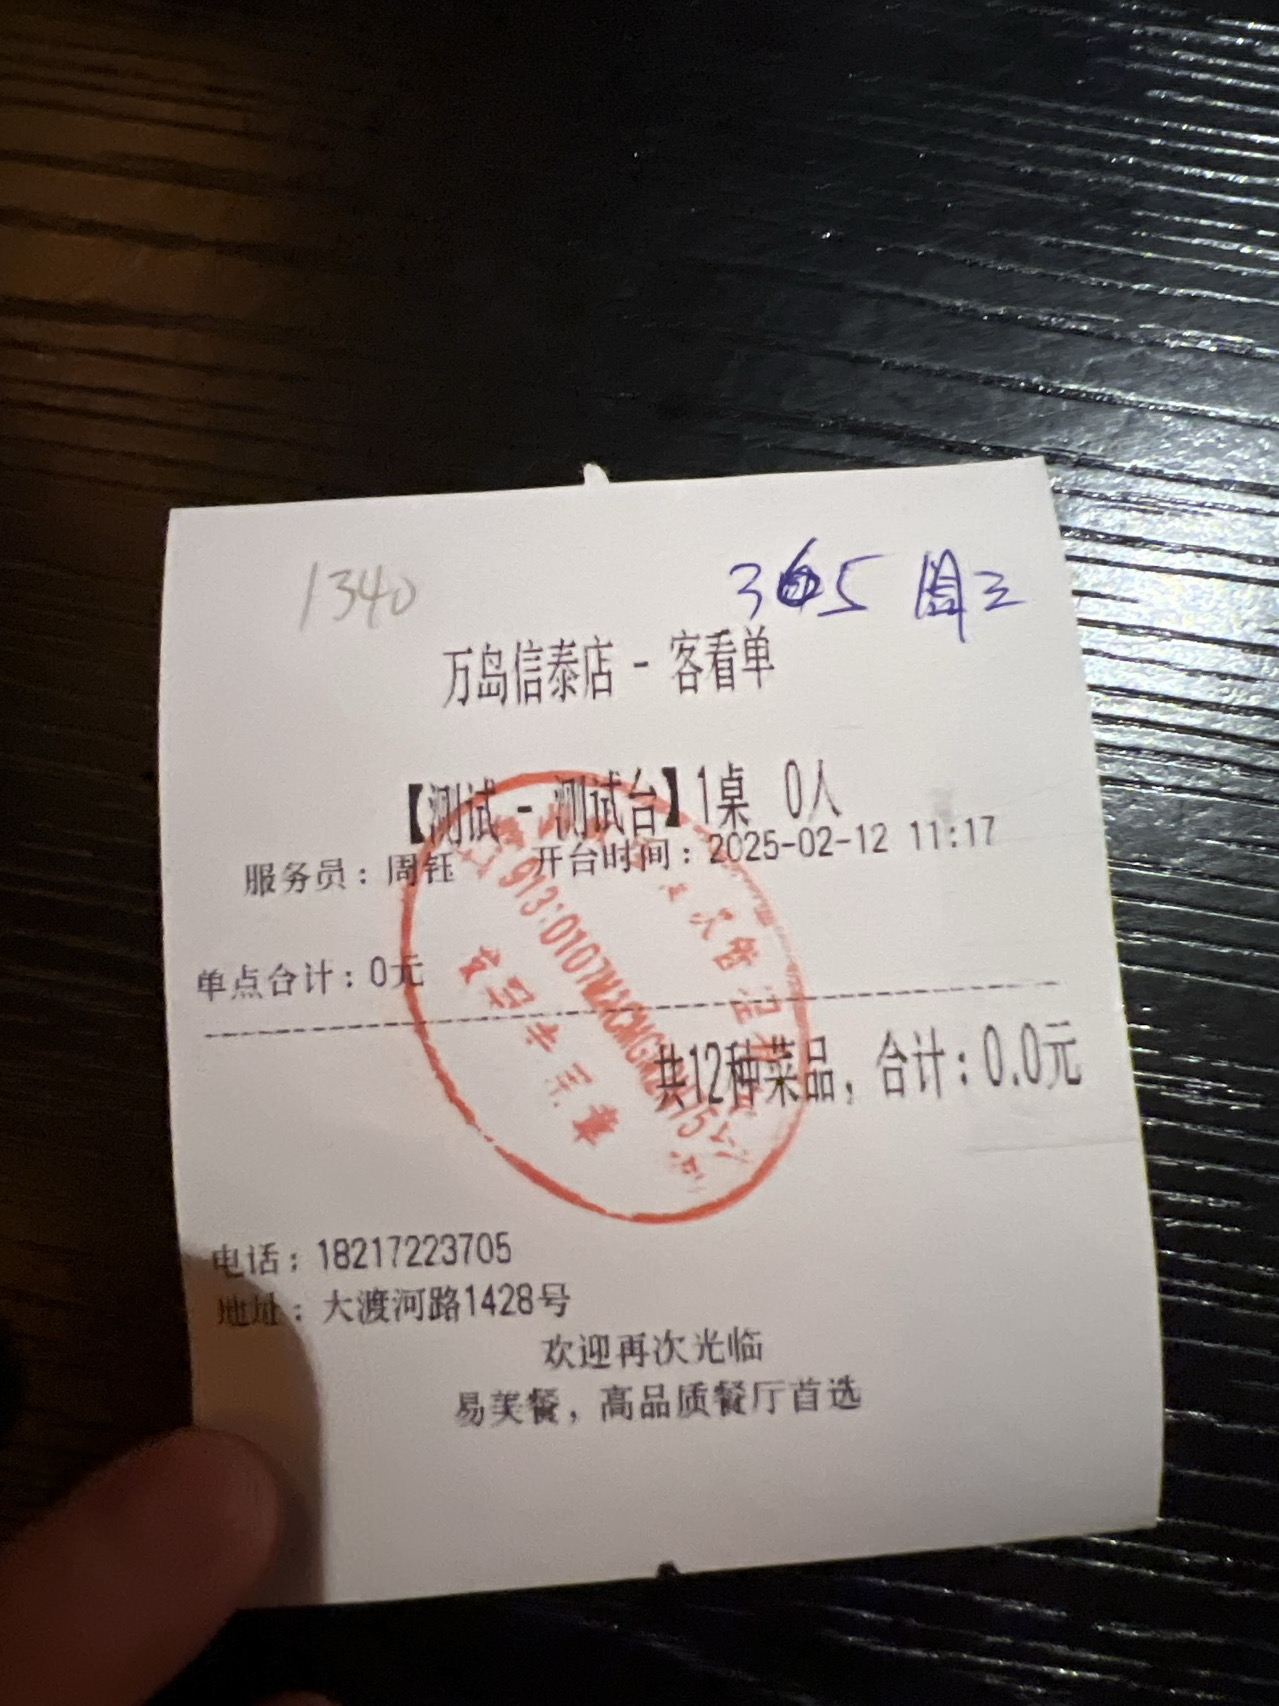 1340
365 周三
万岛信泰店 - 客看单
【测试 - 测试台】1桌 0人
服务员：周钰 开台时间：2025-02-12 11:17
单点合计：0元
共12种菜品，合计：0.0元
电话：18217223705
地址：大渡河路1428号
欢迎再次光临
易美餐，高品质餐厅首选